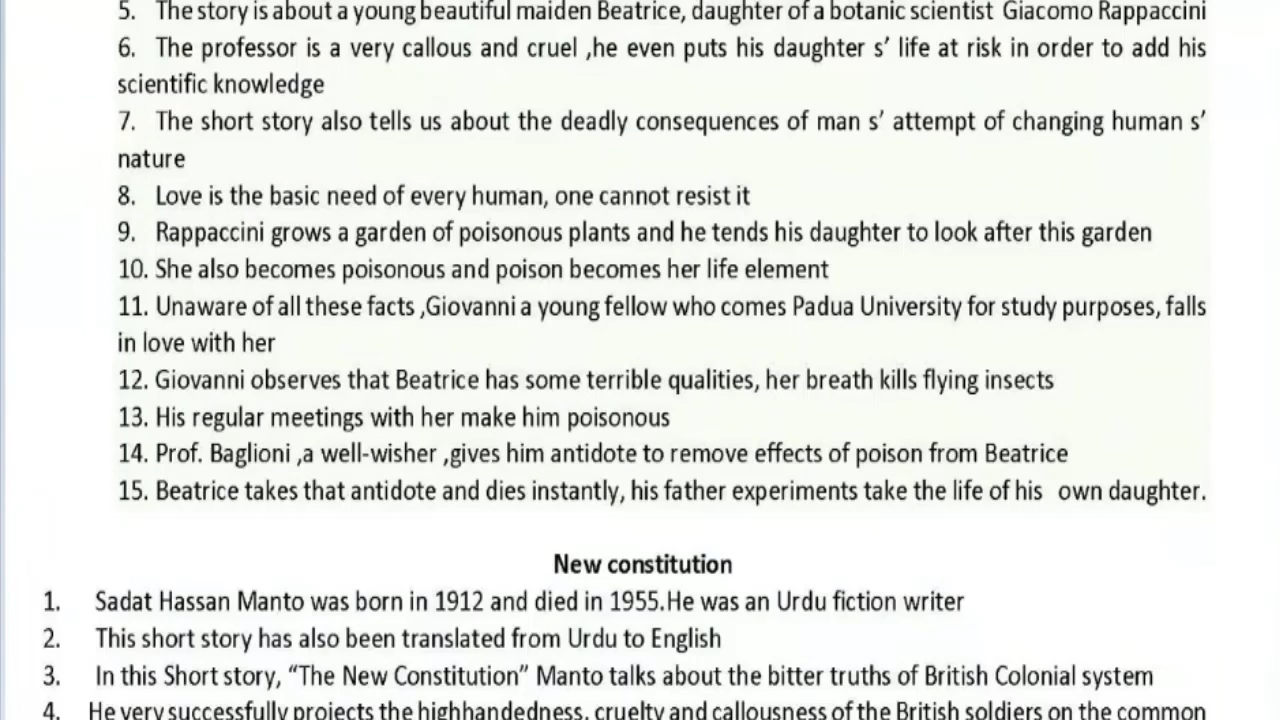 5. The story is about a young beautiful maiden Beatrice, daughter of a botanic scientist Giacomo Rappaccini
6. The professor is a very callous and cruel ,he even puts his daughter s’ life at risk in order to add his
scientific knowledge
7. The short story also tells us about the deadly consequences of man s’ attempt of changing human s’
nature
8. Love is the basic need of every human, one cannot resist it
9. Rappaccini grows a garden of poisonous plants and he tends his daughter to look after this garden
10. She also becomes poisonous and poison becomes her life element
11. Unaware of all these facts ,Giovanni a young fellow who comes Padua University for study purposes, falls
in love with her
12. Giovanni observes that Beatrice has some terrible qualities, her breath kills flying insects
13. His regular meetings with her make him poisonous
14. Prof. Baglioni ,a well-wisher ,gives him antidote to remove effects of poison from Beatrice
15. Beatrice takes that antidote and dies instantly, his father experiments take the life of his own daughter.
New constitution
1. Sadat Hassan Manto was born in 1912 and died in 1955.He was an Urdu fiction writer
2. This short story has also been translated from Urdu to English
3. In this Short story, “The New Constitution” Manto talks about the bitter truths of British Colonial system
4. He very successfully projects the highhandedness, cruelty and callousness of the British soldiers on the common